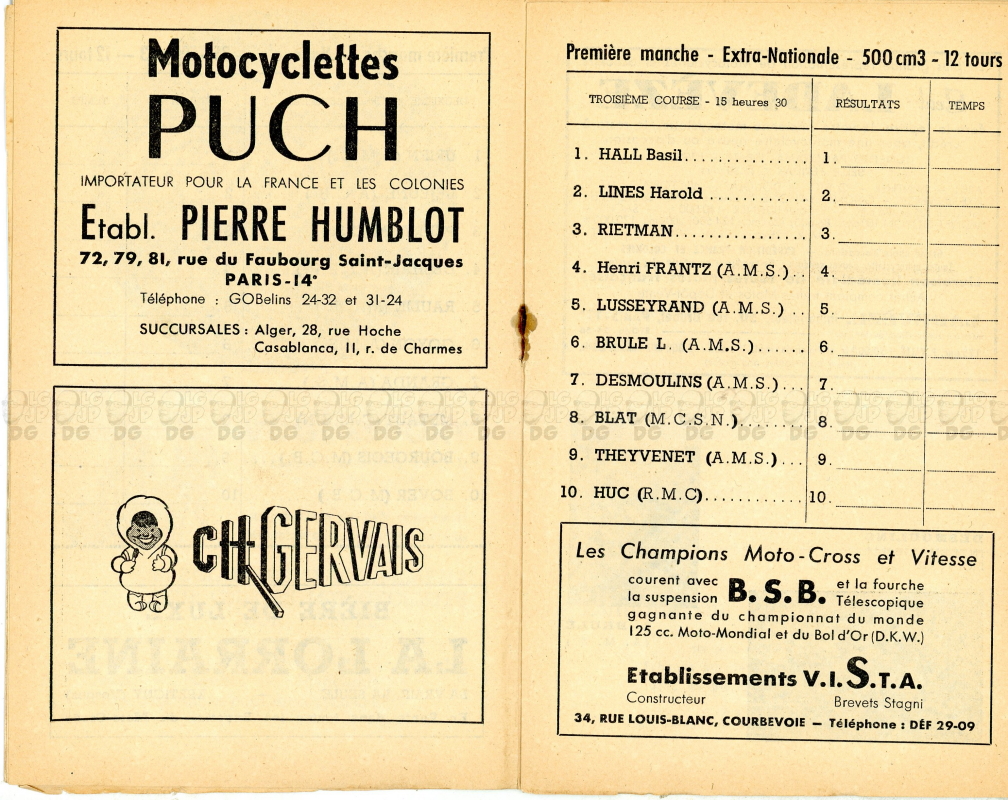 Motocyclettes
PUCH
IMPORTATEUR POUR LA FRANCE ET LES COLONIES
Etabl. PIERRE HUMBLOT
72, 79, 81, rue du Faubourg Saint-Jacques
PARIS-14e
Téléphone : GOBelins 24-32 et 31-24
SUCCURSALES : Alger, 28, rue Hoche
Casablanca, 11, r. de Charmes
CH. GERVAIS
Première manche - Extra-Nationale - 500 cm3 - 12 tours
TROISIÈME COURSE - 15 heures 30 RÉSULTATS TEMPS
1. HALL Basil............... 1.
2. LINES Harold ............ 2.
3. RIETMAN................ 3.
4. Henri FRANTZ (A.M.S.).. 4.
5. LUSSEYRAND (A.M.S.) .. 5.
6. BRULE L. (A.M.S.)...... 6.
7. DESMOULINS (A.M.S.)... 7.
8. BLAT (M.C.S.N.)........ 8.
9. THEYVENET (A.M.S.)... 9.
10. HUC (R.M.C)............ 10.
Les Champions Moto-Cross et Vitesse
courent avec B.S.B. et la fourche
la suspension Télescopique
gagnante du championnat du monde
125 cc. Moto-Mondial et du Bol d'Or (D.K.W.)
Etablissements V.I.S.T.A.
Constructeur Brevets Stagni
34, RUE LOUIS-BLANC, COURBEVOIE — Téléphone : DÉF 29-09